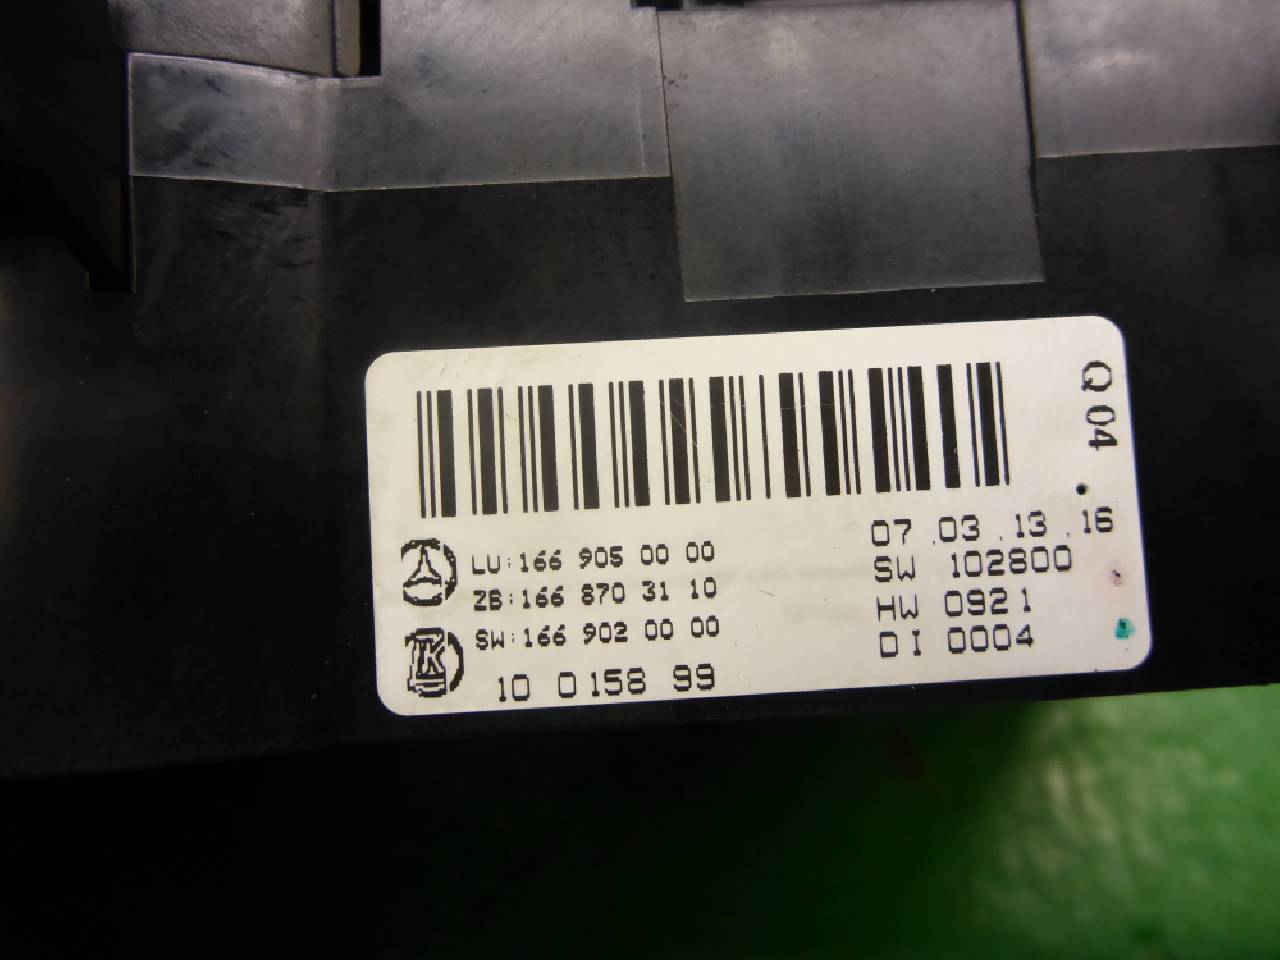 Q 04
LU:166 905 00 00
ZB:166 870 31 10
SW:166 902 00 00
10 0158 99
07.03.13.16
SW 102800
HW 0921
DI 0004